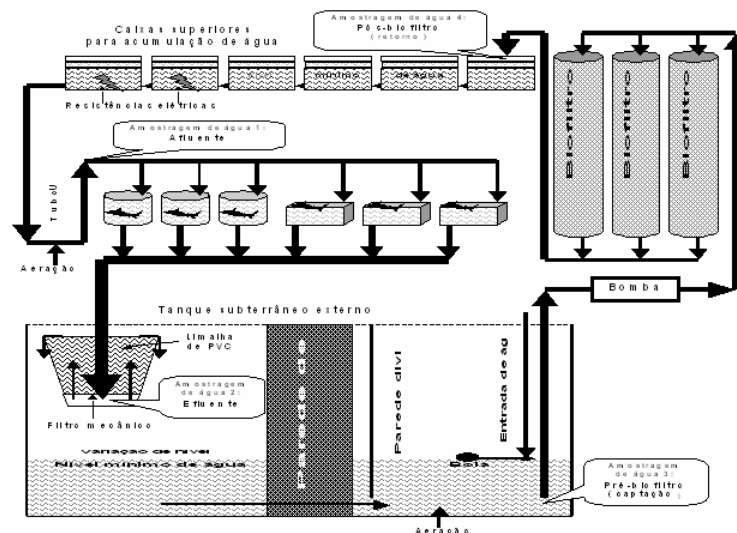 Caixas superiores
para acumulação de água
Amostragem de água 4:
Pós-biofiltro
(retorno)
mínimo
de água
Resistências elétricas
Amostragem de água 1:
Afluente
Tubo U
Aeração
Biofiltro
Biofiltro
Biofiltro
Bomba
Tanque subterrâneo externo
Limalha
de PVC
Amostragem
de água 2:
Efluente
Filtro mecânico
variação de nível
Nível mínimo de água
Parede de
Parede divi
Entrada de ág
Bóia
Amostragem
de água 3:
Pré-biofiltro
(captação)
Aeração